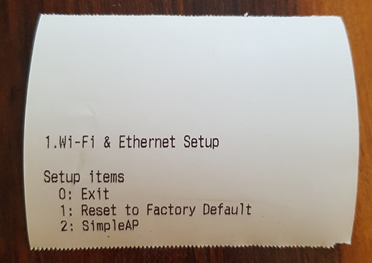 1.Wi-Fi & Ethernet Setup
Setup items
0: Exit
1: Reset to Factory Default
2: SimpleAP